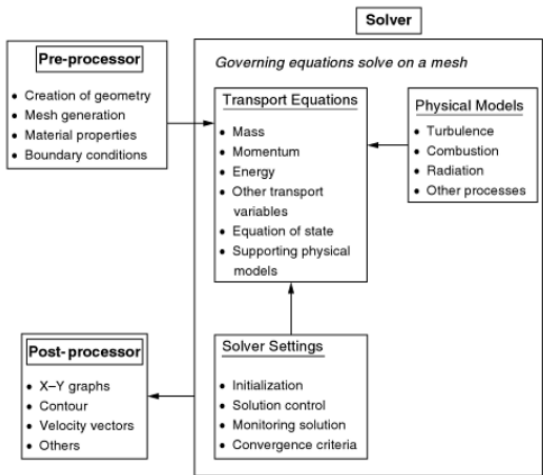 Solver
Pre-processor
• Creation of geometry
• Mesh generation
• Material properties
• Boundary conditions
Governing equations solve on a mesh
Transport Equations
• Mass
• Momentum
• Energy
• Other transport
variables
• Equation of state
• Supporting physical
models
Physical Models
• Turbulence
• Combustion
• Radiation
• Other processes
Post-processor
• X–Y graphs
• Contour
• Velocity vectors
• Others
Solver Settings
• Initialization
• Solution control
• Monitoring solution
• Convergence criteria